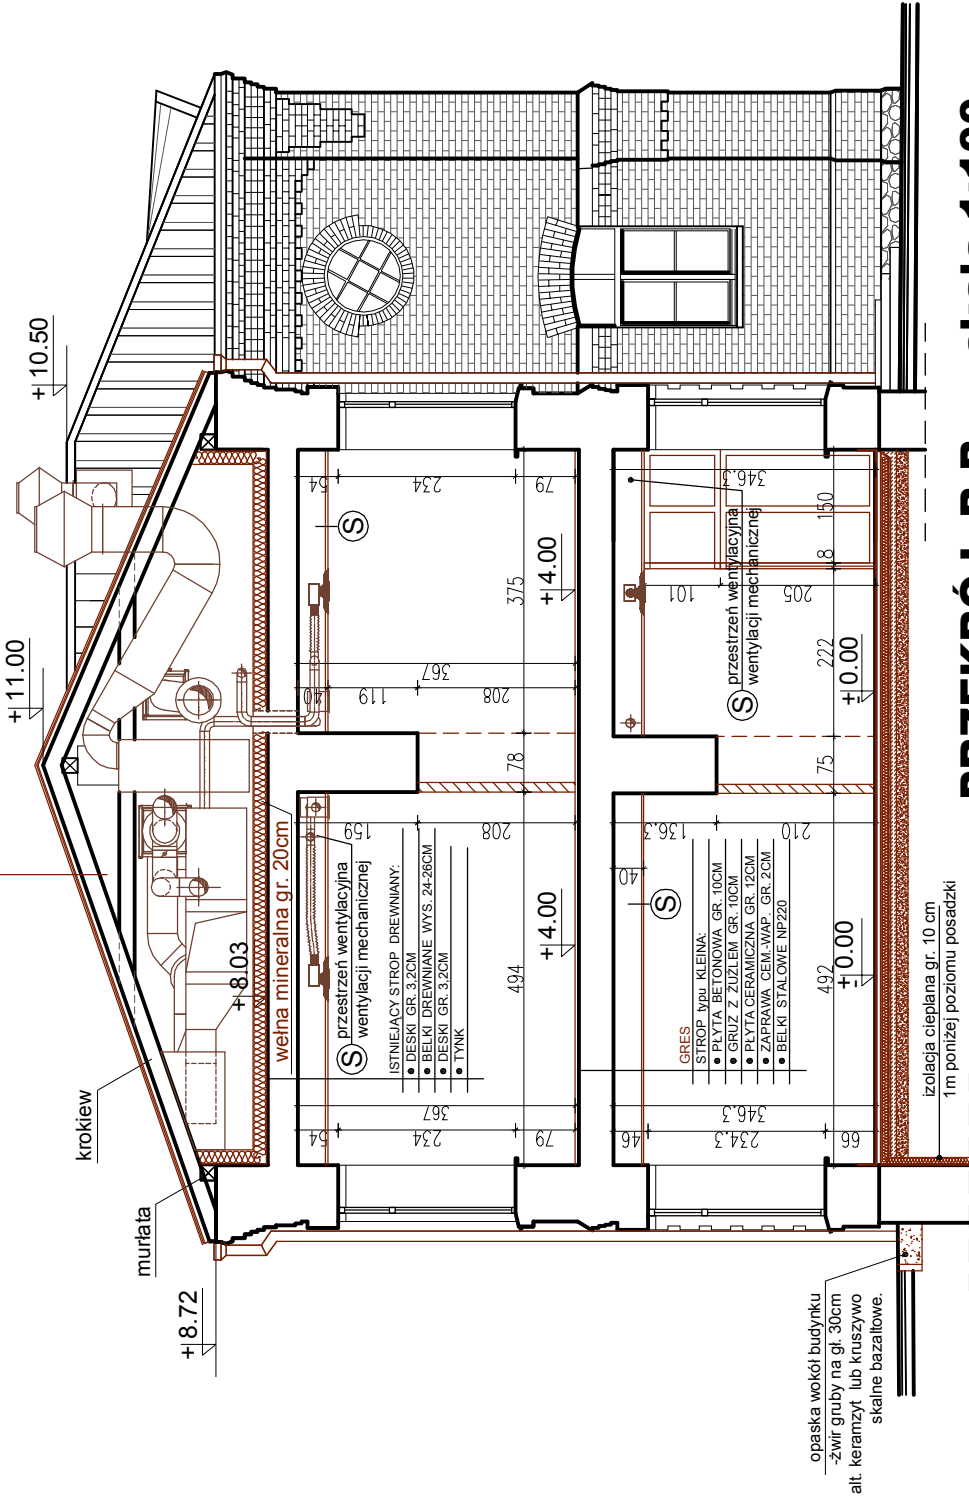 +11.00
+10.50
krokiew
murłata
+8.72
+8.03
wełna mineralna gr. 20cm
S
przestrzeń wentylacyjna
wentylacji mechanicznej
ISTNIEJĄCY STROP DREWNIANY:
• DESKI GR. 3,2CM
• BELKI DREWNIANE WYS. 24-26CM
• DESKI GR. 3,2CM
• TYNK
54
234
79
367
159
208
494
78
40
119
208
367
375
54
234
79
S
+4.00
+4.00
GRES
STROP typu KLEINA:
• PŁYTA BETONOWA GR. 10CM
• GRUZ Z ŻUŻLEM GR. 10CM
• PŁYTA CERAMICZNA GR. 12CM
• ZAPRAWA CEM.-WAP. GR. 2CM
• BELKI STALOWE NP220
S
40
46
234.3
66
346.3
136.3
210
492
75
222
8
150
101
205
346.3
S
przestrzeń wentylacyjna
wentylacji mechanicznej
±0.00
±0.00
izolacja cieplana gr. 10 cm
1m poniżej poziomu posadzki
opaska wokół budynku
-żwir gruby na gł. 30cm
alt. keramzyt lub kruszywo
skalne bazaltowe.